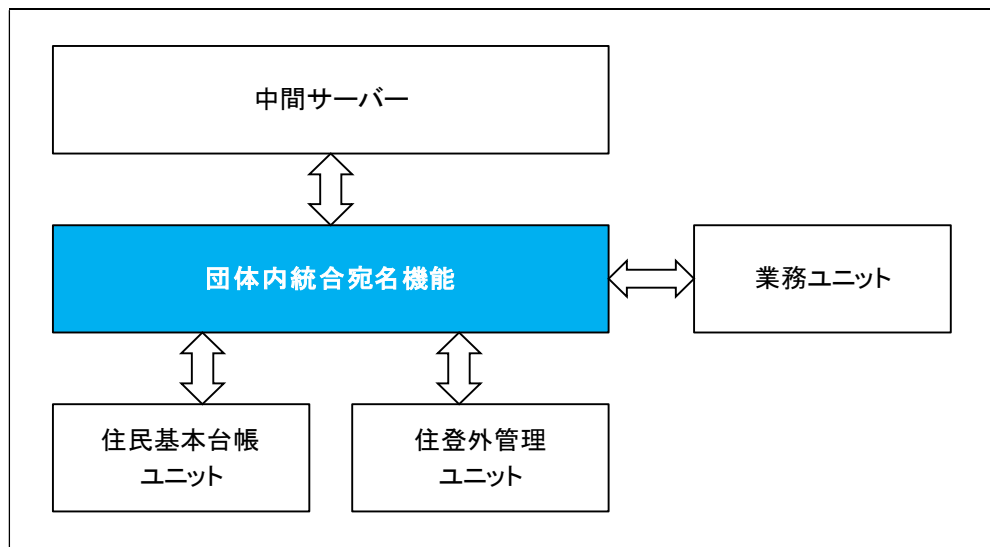 中間サーバー
団体内統合宛名機能
業務ユニット
住民基本台帳
ユニット
住登外管理
ユニット